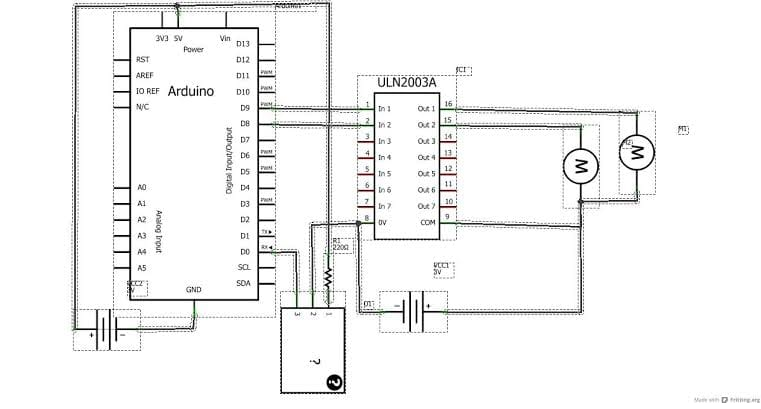 Arduino1
3V3 5V Vin
Power
RST
AREF
IO REF
N/C
Arduino
D13
D12
PWM D11
PWM D10
PWM D9
D8
D7
PWM D6
PWM D5
D4
PWM D3
D2
TX D1
RX D0
SCL
SDA
Digital Input/Output
A0
A1
A2
A3
A4
A5
Analog Input
GND
VCC2
+ -
IC1
ULN2003A
1 In 1 Out 1 16
2 In 2 Out 2 15
3 In 3 Out 3 14
4 In 4 Out 4 13
5 In 5 Out 5 12
6 In 6 Out 6 11
7 In 7 Out 7 10
8 0V COM 9
M1
M2
M
M
R1
220Ω
VCC1
3V
U1
- +
3 2 1
?
?
Made with Fritzing.org